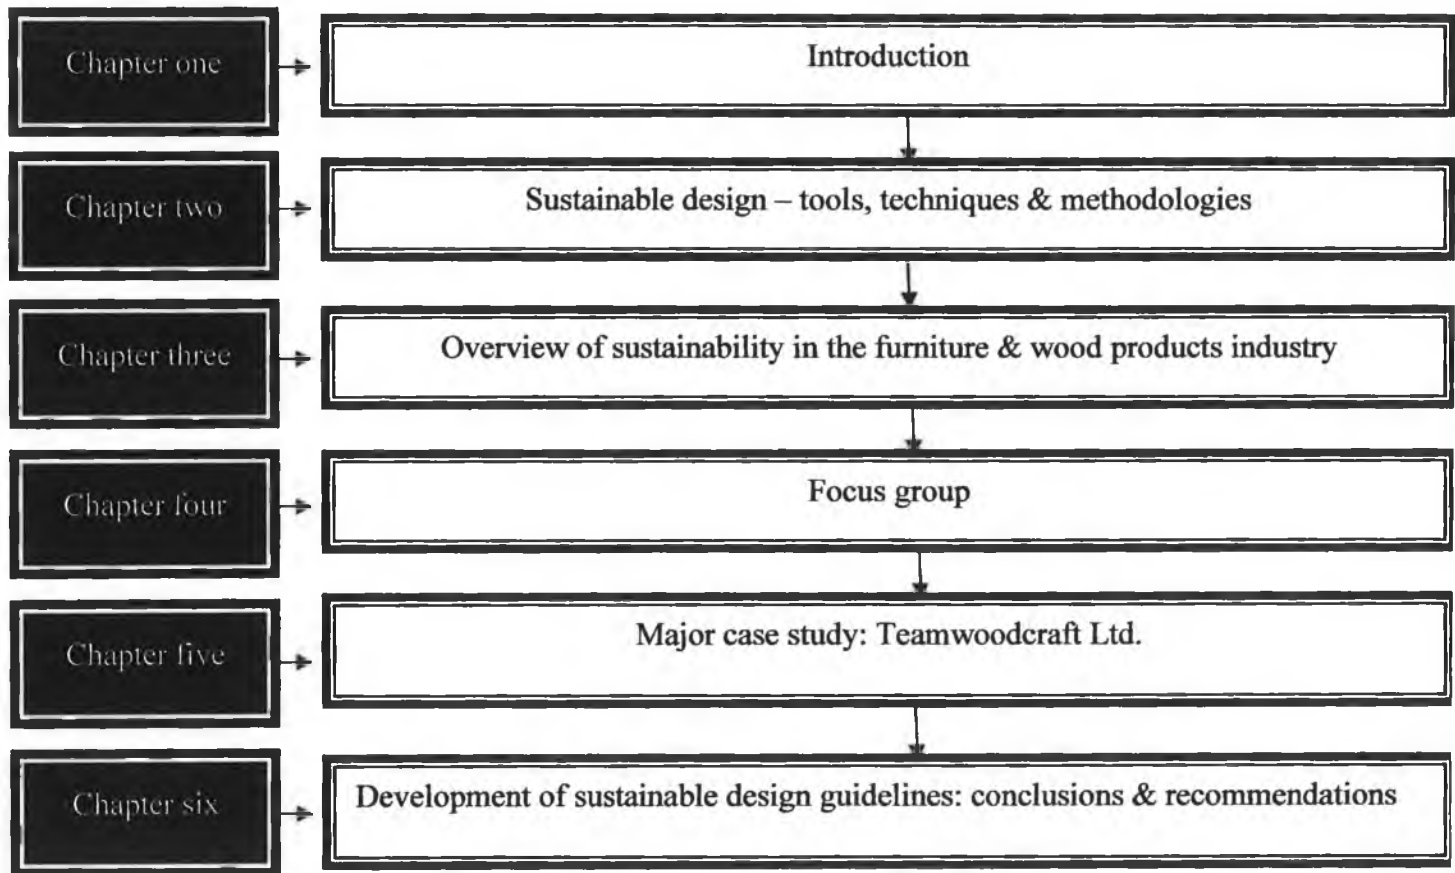 Chapter one
Introduction
Chapter two
Sustainable design – tools, techniques & methodologies
Chapter three
Overview of sustainability in the furniture & wood products industry
Chapter four
Focus group
Chapter five
Major case study: Teamwoodcraft Ltd.
Chapter six
Development of sustainable design guidelines: conclusions & recommendations